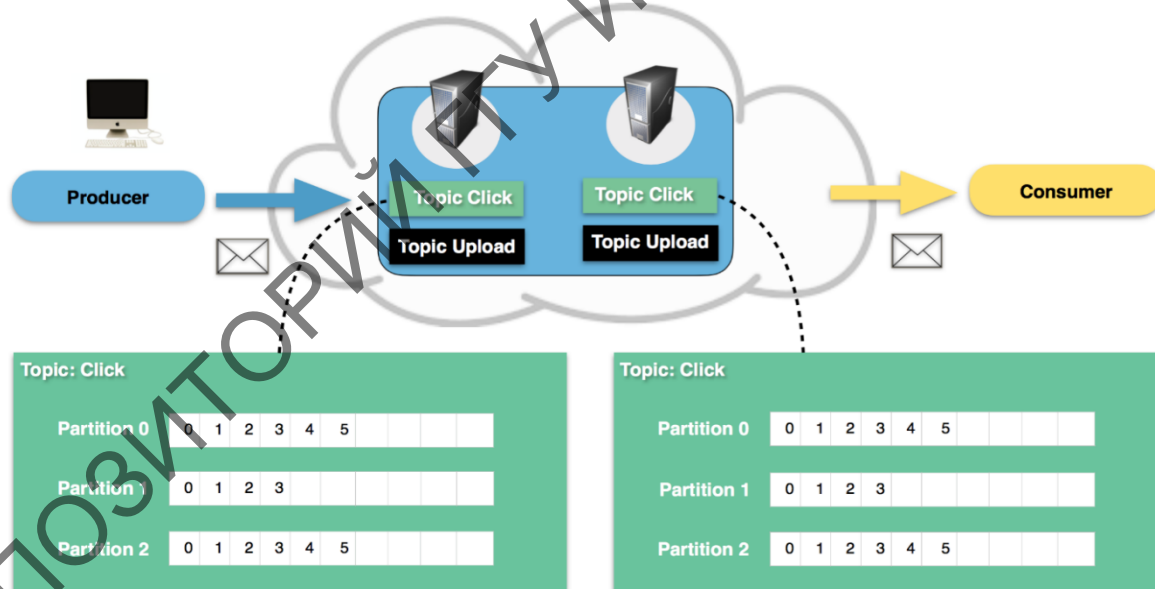 Producer
Topic Click
Topic Upload
Topic Click
Topic Upload
Consumer
Topic: Click
Partition 0 0 1 2 3 4 5
Partition 1 0 1 2 3
Partition 2 0 1 2 3 4 5
Topic: Click
Partition 0 0 1 2 3 4 5
Partition 1 0 1 2 3
Partition 2 0 1 2 3 4 5
ПОЗИТОРИЙ ГГУ И